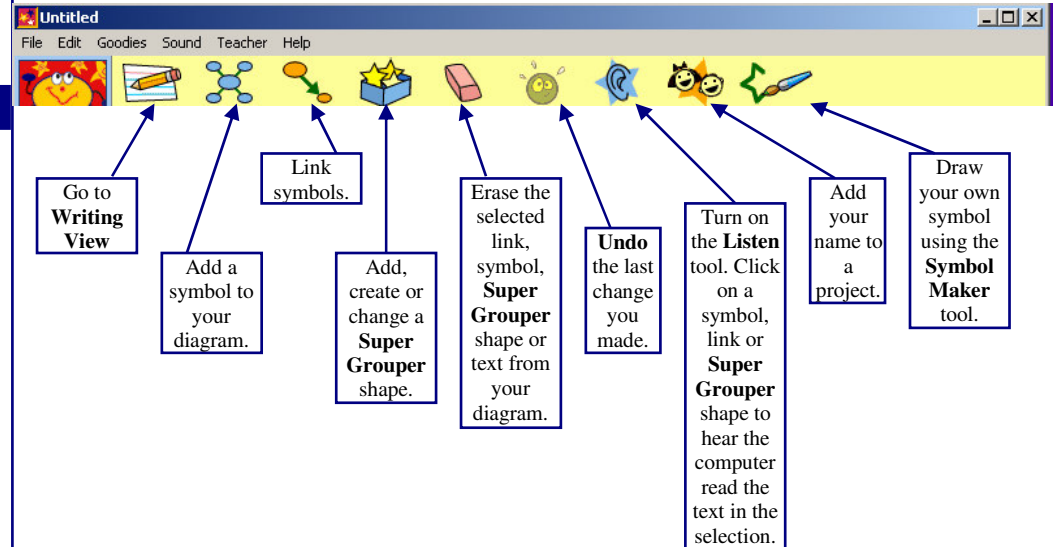 Untitled
File Edit Goodies Sound Teacher Help
Go to
Writing
View
Add a
symbol to
your
diagram.
Link
symbols.
Add,
create or
change a
Super
Grouper
shape.
Erase the
selected
link,
symbol,
Super
Grouper
shape or
text from
your
diagram.
Undo
the last
change
you
made.
Turn on
the Listen
tool. Click
on a
symbol,
link or
Super
Grouper
shape to
hear the
computer
read the
text in the
selection.
Add
your
name to
a
project.
Draw
your own
symbol
using the
Symbol
Maker
tool.